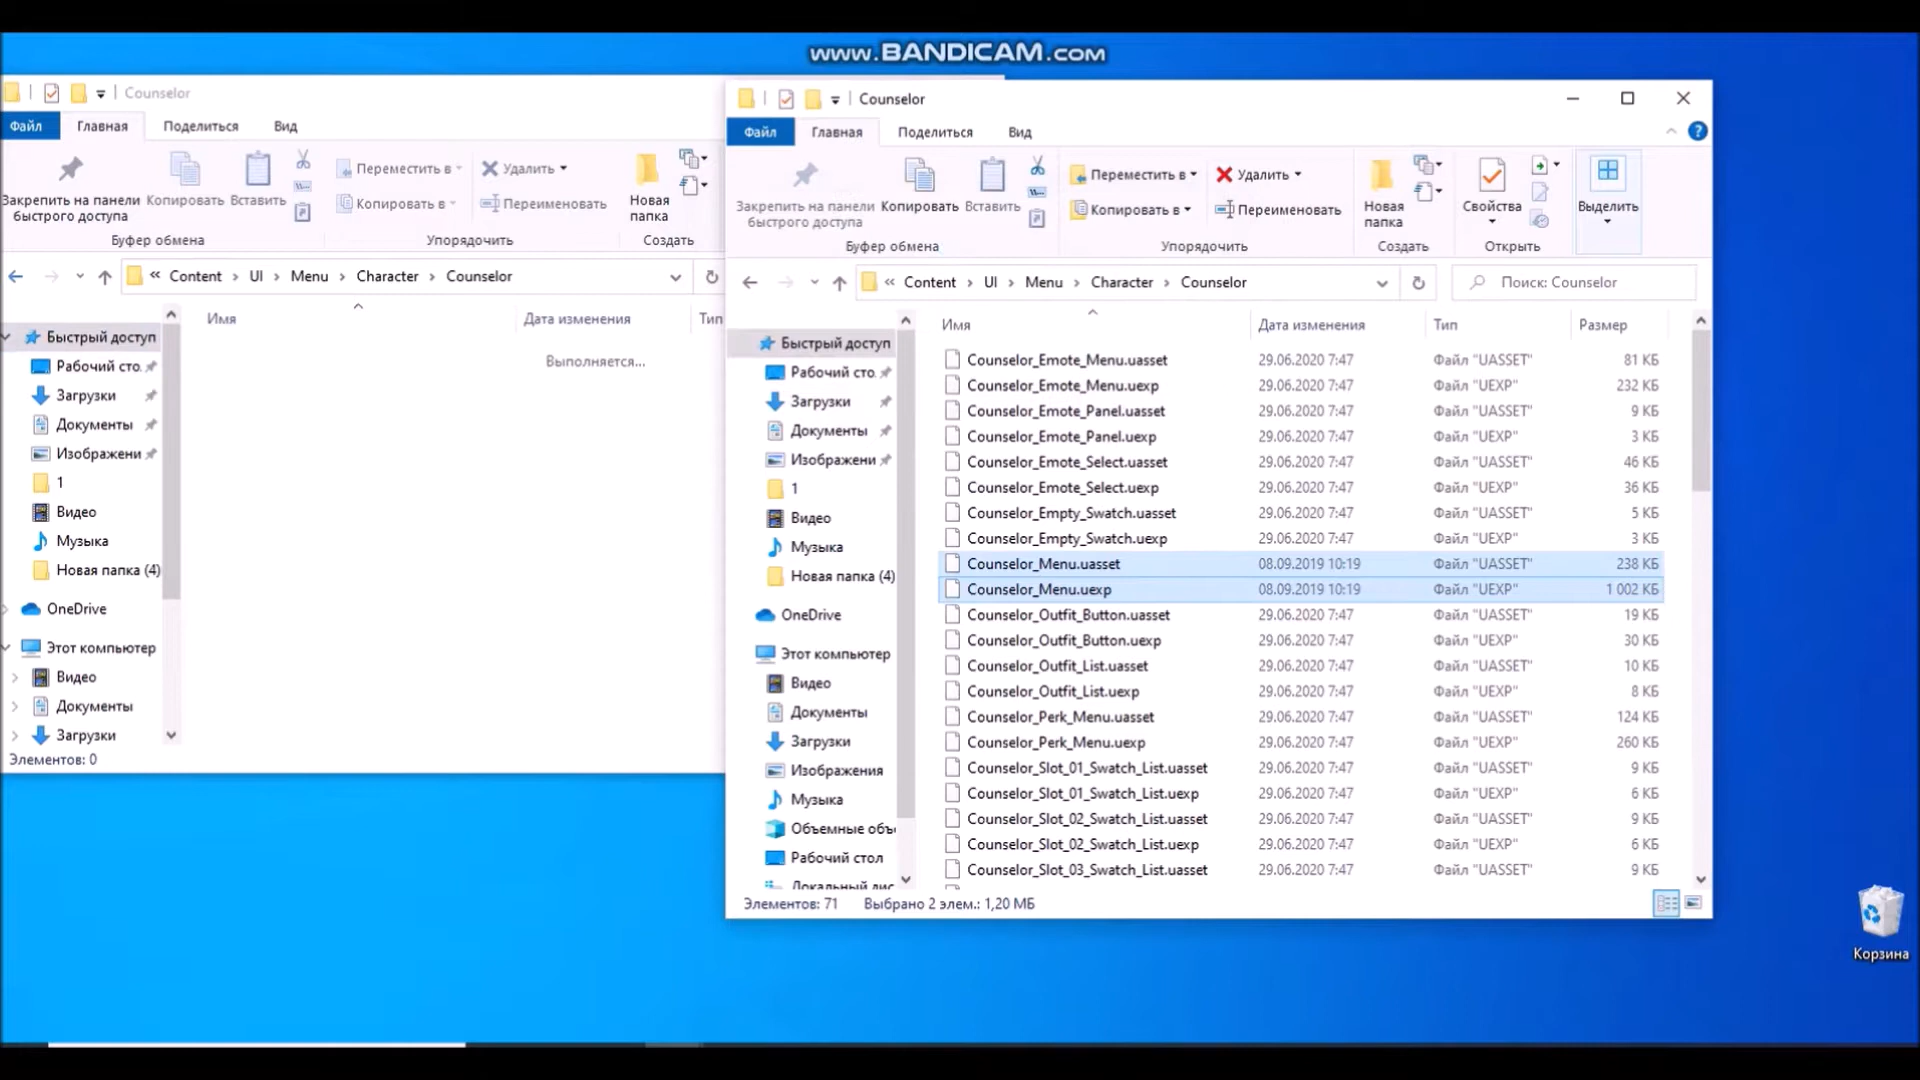 www.BANDICAM.com
Counselor
Файл Главная Поделиться Вид
Закрепить на панели быстрого доступа
Копировать
Вставить
Переместить в
Копировать в
Удалить
Переименовать
Новая папка
Буфер обмена Упорядочить Создать
« Content › UI › Menu › Character › Counselor
Имя Дата изменения Тип
Выполняется...
Быстрый доступ
Рабочий сто.
Загрузки
Документы
Изображени
1
Видео
Музыка
Новая папка (4)
OneDrive
Этот компьютер
Видео
Документы
Загрузки
Элементов: 0
Counselor
Файл Главная Поделиться Вид
Закрепить на панели быстрого доступа
Копировать
Вставить
Переместить в
Копировать в
Удалить
Переименовать
Новая папка
Свойства
Выделить
Буфер обмена Упорядочить Создать Открыть
« Content › UI › Menu › Character › Counselor
Поиск: Counselor
Быстрый доступ
Рабочий сто.
Загрузки
Документы
Изображени
1
Видео
Музыка
Новая папка (4)
OneDrive
Этот компьютер
Видео
Документы
Загрузки
Изображения
Музыка
Объемные объ
Рабочий стол
Локальный дис
Имя Дата изменения Тип Размер
Counselor_Emote_Menu.uasset 29.06.2020 7:47 Файл "UASSET" 81 КБ
Counselor_Emote_Menu.uexp 29.06.2020 7:47 Файл "UEXP" 232 КБ
Counselor_Emote_Panel.uasset 29.06.2020 7:47 Файл "UASSET" 9 КБ
Counselor_Emote_Panel.uexp 29.06.2020 7:47 Файл "UEXP" 3 КБ
Counselor_Emote_Select.uasset 29.06.2020 7:47 Файл "UASSET" 46 КБ
Counselor_Emote_Select.uexp 29.06.2020 7:47 Файл "UEXP" 36 КБ
Counselor_Empty_Swatch.uasset 29.06.2020 7:47 Файл "UASSET" 5 КБ
Counselor_Empty_Swatch.uexp 29.06.2020 7:47 Файл "UEXP" 3 КБ
Counselor_Menu.uasset 08.09.2019 10:19 Файл "UASSET" 238 КБ
Counselor_Menu.uexp 08.09.2019 10:19 Файл "UEXP" 1 002 КБ
Counselor_Outfit_Button.uasset 29.06.2020 7:47 Файл "UASSET" 19 КБ
Counselor_Outfit_Button.uexp 29.06.2020 7:47 Файл "UEXP" 30 КБ
Counselor_Outfit_List.uasset 29.06.2020 7:47 Файл "UASSET" 10 КБ
Counselor_Outfit_List.uexp 29.06.2020 7:47 Файл "UEXP" 8 КБ
Counselor_Perk_Menu.uasset 29.06.2020 7:47 Файл "UASSET" 124 КБ
Counselor_Perk_Menu.uexp 29.06.2020 7:47 Файл "UEXP" 260 КБ
Counselor_Slot_01_Swatch_List.uasset 29.06.2020 7:47 Файл "UASSET" 9 КБ
Counselor_Slot_01_Swatch_List.uexp 29.06.2020 7:47 Файл "UEXP" 6 КБ
Counselor_Slot_02_Swatch_List.uasset 29.06.2020 7:47 Файл "UASSET" 9 КБ
Counselor_Slot_02_Swatch_List.uexp 29.06.2020 7:47 Файл "UEXP" 6 КБ
Counselor_Slot_03_Swatch_List.uasset 29.06.2020 7:47 Файл "UASSET" 9 КБ
Элементов: 71 Выбрано 2 элем.: 1,20 МБ
Корзина